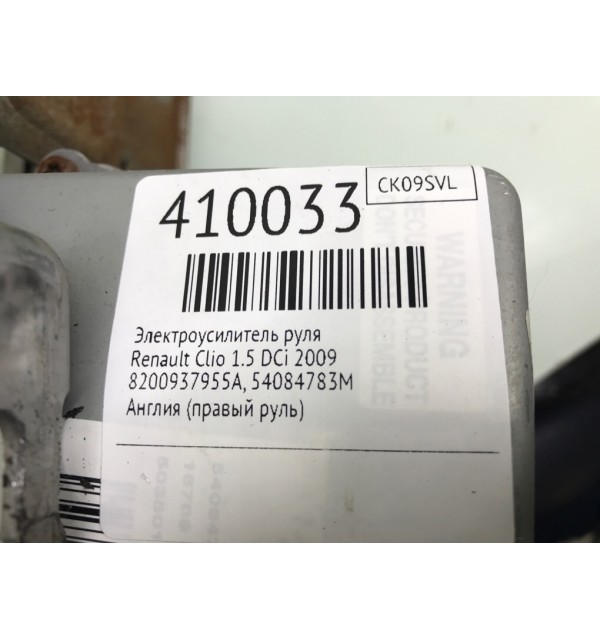 410033
CK09SVL
Электроусилитель руля
Renault Clio 1.5 DCi 2009
8200937955A, 54084783M
Англия (правый руль)
WARNING